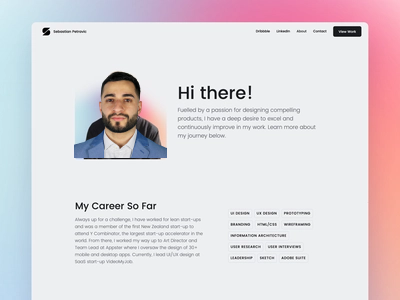 Sebastian Petrovic
Dribbble LinkedIn About Contact View Work
Hi there!
Fuelled by a passion for designing compelling
products, I have a deep desire to excel and
continuously improve in my work. Learn more about
my journey below.
My Career So Far
Always up for a challenge, I have worked for lean start-ups
and was a member of the first New Zealand start-up to
attend Y Combinator, the largest start-up accelerator in the
world. From there, I worked my way up to Art Director and
Team Lead at Appster where I oversaw the design of 30+
mobile and desktop apps. Currently, I lead UI/UX design at
SaaS start-up VideoMyJob.
UI DESIGN UX DESIGN PROTOTYPING
BRANDING HTML/CSS WIREFRAMING
INFORMATION ARCHITECTURE
USER RESEARCH USER INTERVIEWS
LEADERSHIP SKETCH ADOBE SUITE